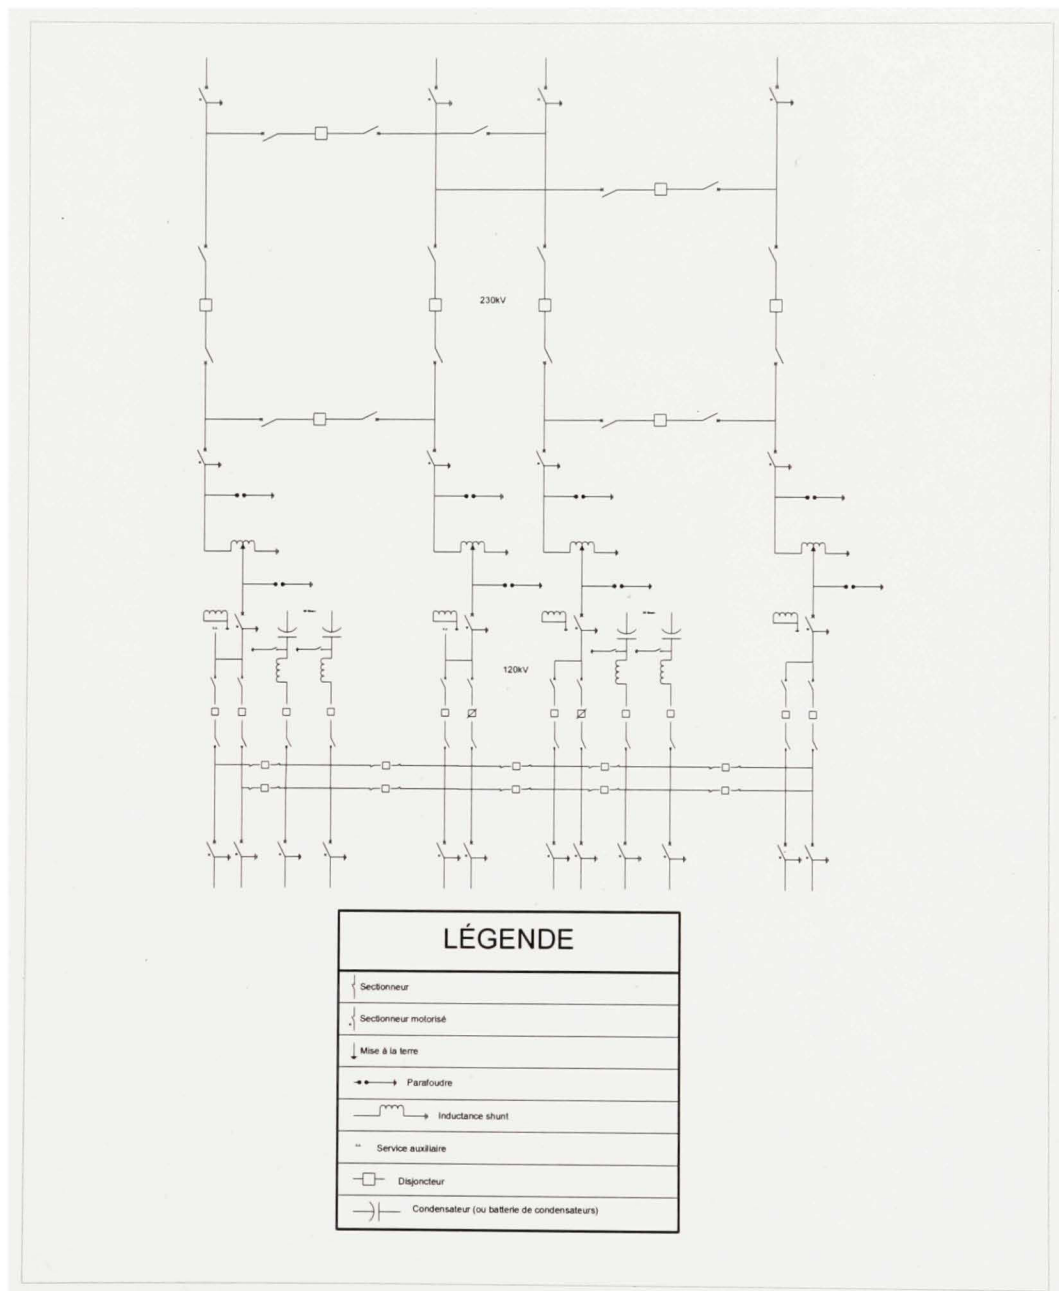 230kV
120kV
LÉGENDE
Sectionneur
Sectionneur motorisé
Mise à la terre
Parafoudre
Inductance shunt
Service auxiliaire
Disjoncteur
Condensateur (ou batterie de condensateurs)